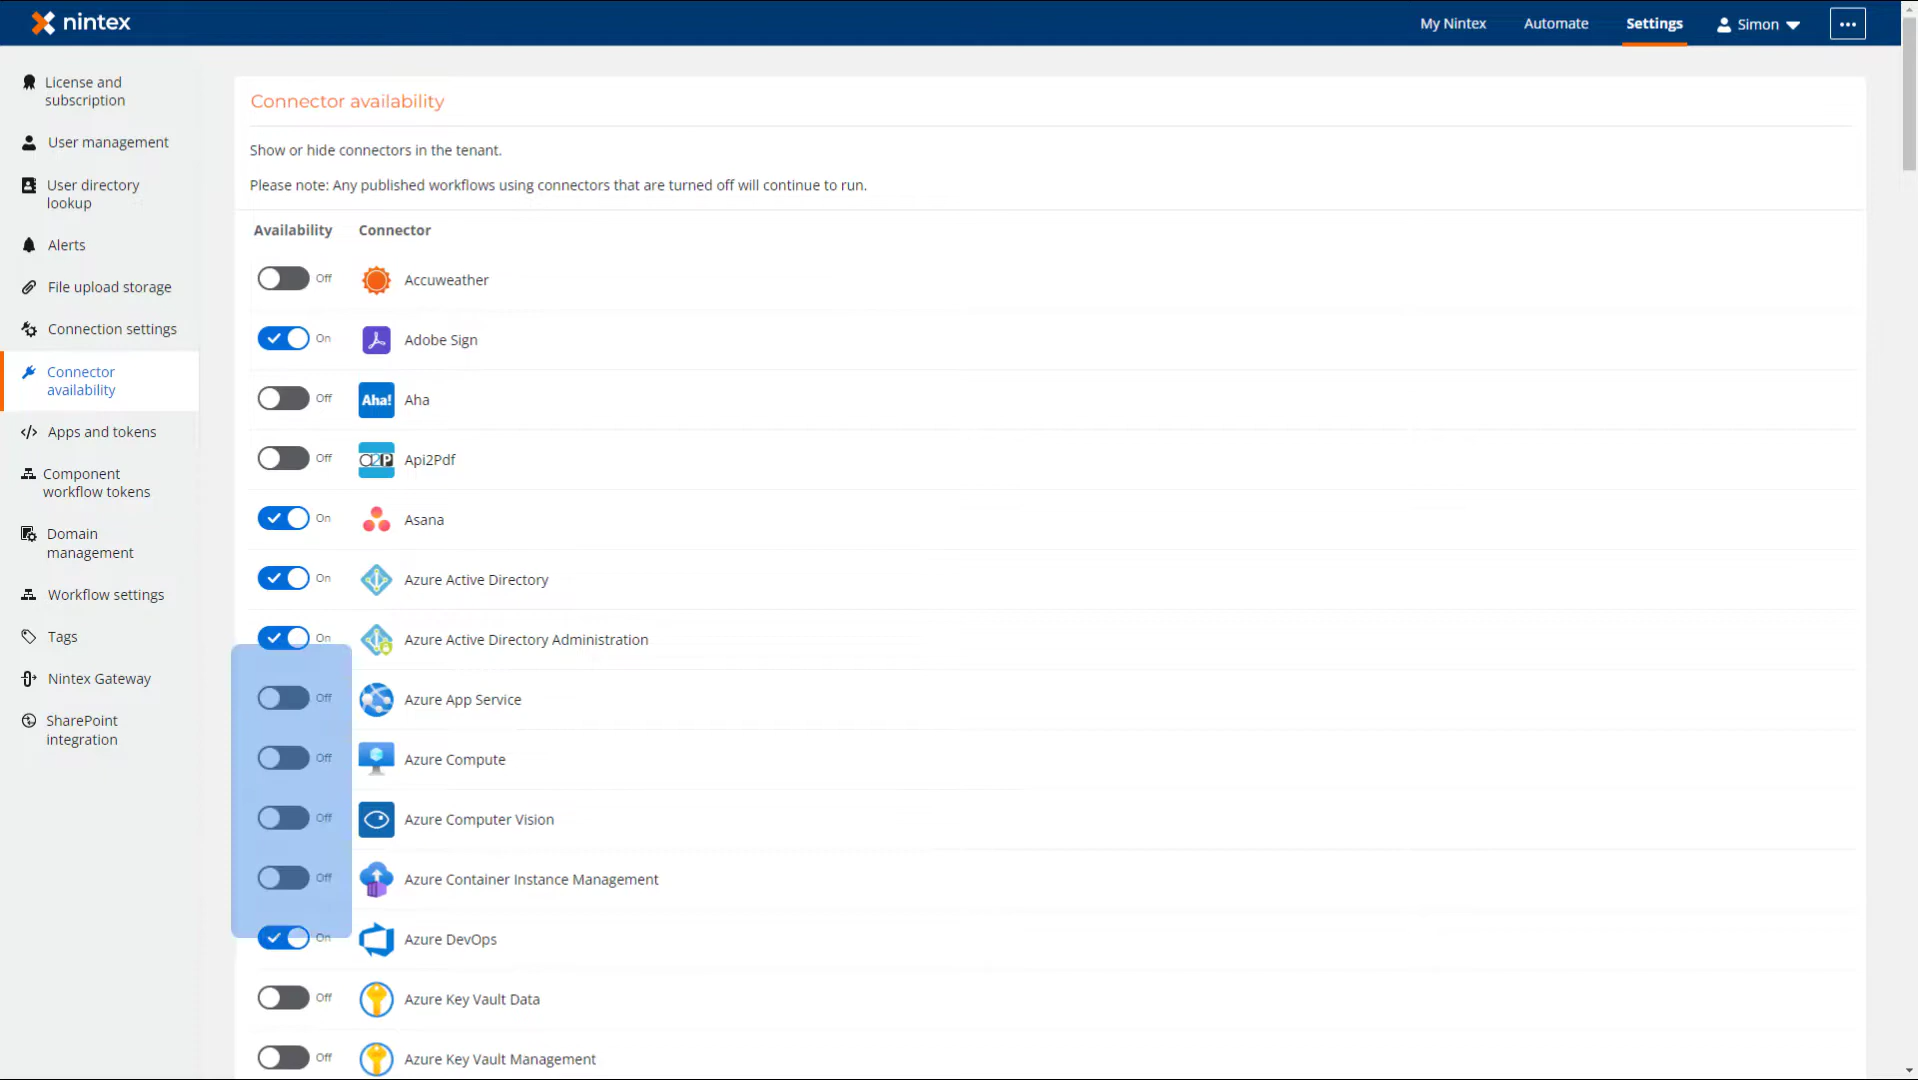 nintex
My Nintex
Automate
Settings
Simon
License and
subscription
User management
User directory
lookup
Alerts
File upload storage
Connection settings
Connector
availability
Apps and tokens
Component
workflow tokens
Domain
management
Workflow settings
Tags
Nintex Gateway
SharePoint
integration
Connector availability
Show or hide connectors in the tenant.
Please note: Any published workflows using connectors that are turned off will continue to run.
Availability Connector
Off Accuweather
On Adobe Sign
Off Aha! Aha
Off Api2Pdf
On Asana
On Azure Active Directory
On Azure Active Directory Administration
Off Azure App Service
Off Azure Compute
Off Azure Computer Vision
Off Azure Container Instance Management
On Azure DevOps
Off Azure Key Vault Data
Off Azure Key Vault Management